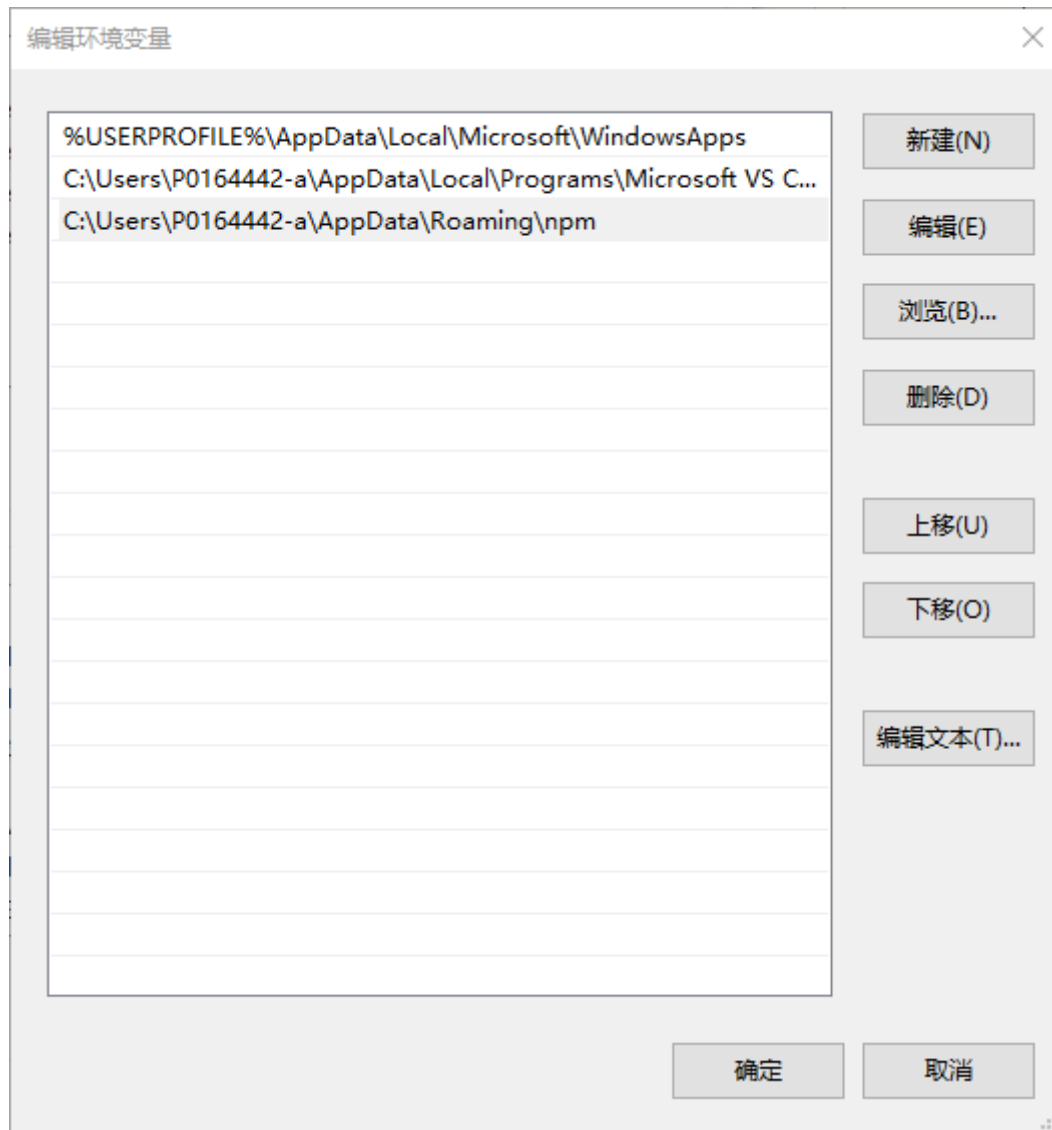 编辑环境变量
%USERPROFILE%\AppData\Local\Microsoft\WindowsApps
C:\Users\P0164442-a\AppData\Local\Programs\Microsoft VS C...
C:\Users\P0164442-a\AppData\Roaming\npm
新建(N)
编辑(E)
浏览(B)...
删除(D)
上移(U)
下移(O)
编辑文本(T)...
确定
取消